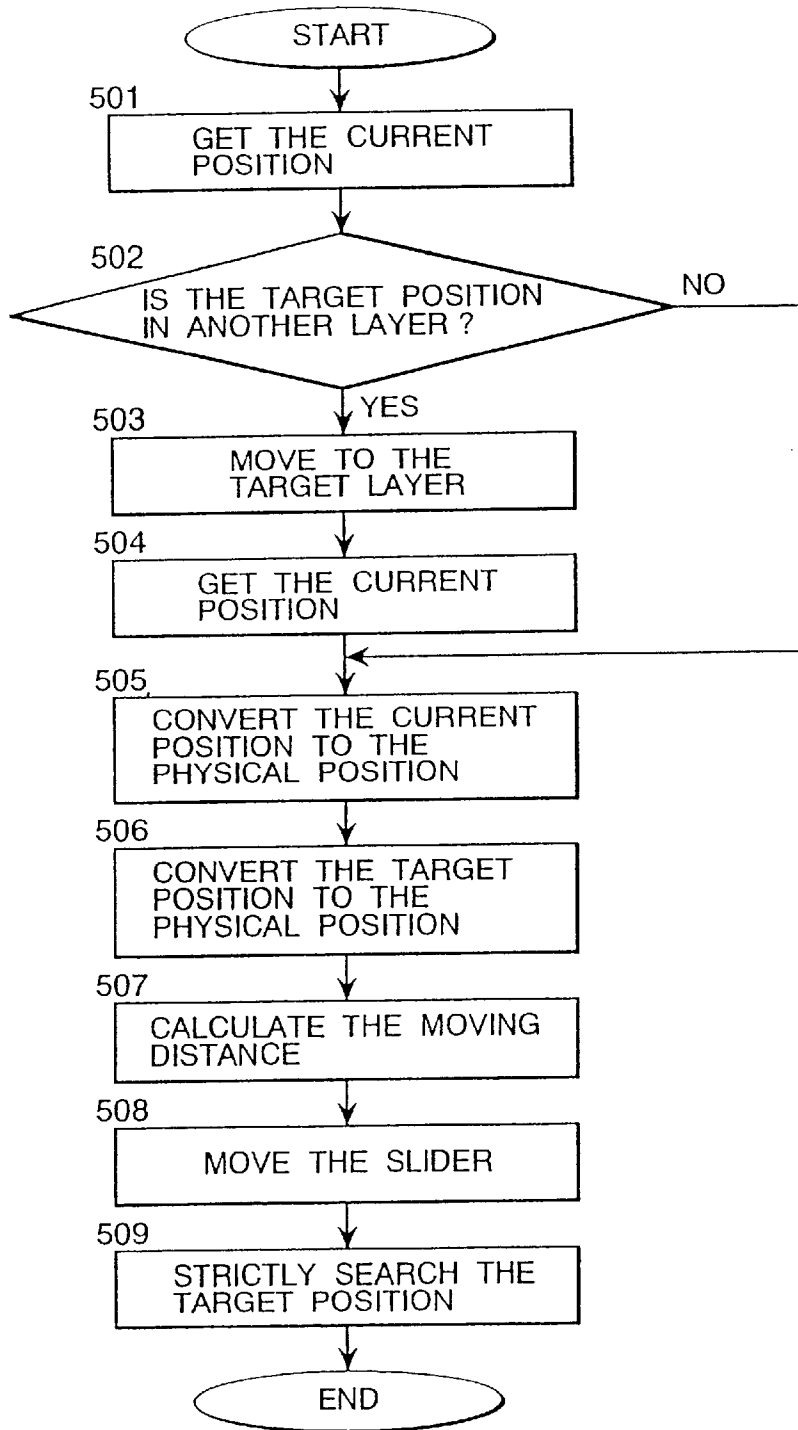 START
501
GET THE CURRENT
POSITION
502
IS THE TARGET POSITION
IN ANOTHER LAYER?
NO
YES
503
MOVE TO THE
TARGET LAYER
504
GET THE CURRENT
POSITION
505
CONVERT THE CURRENT
POSITION TO THE
PHYSICAL POSITION
506
CONVERT THE TARGET
POSITION TO THE
PHYSICAL POSITION
507
CALCULATE THE MOVING
DISTANCE
508
MOVE THE SLIDER
509
STRICTLY SEARCH THE
TARGET POSITION
END